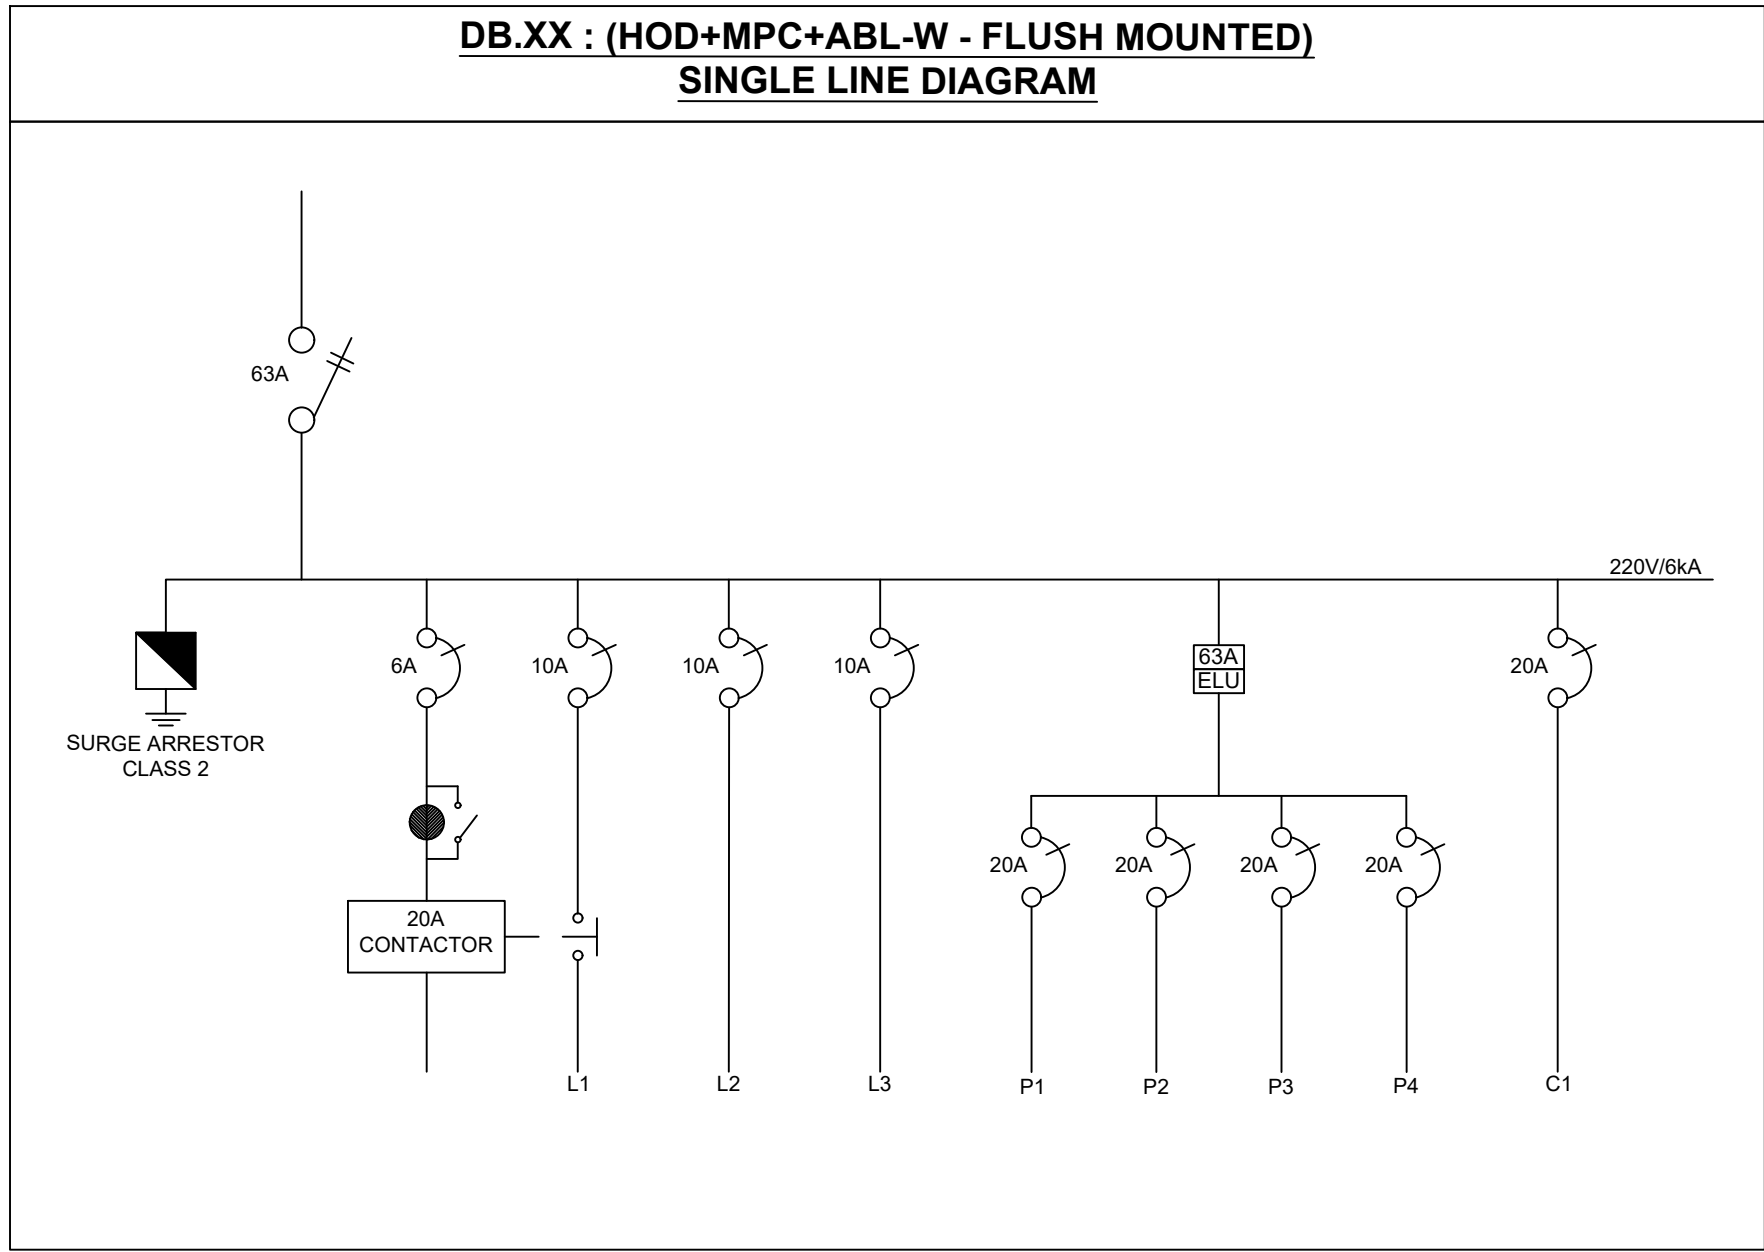 DB.XX : (HOD+MPC+ABL-W - FLUSH MOUNTED)
SINGLE LINE DIAGRAM
63A
220V/6kA
SURGE ARRESTOR
CLASS 2
6A
10A
10A
10A
63A
ELU
20A
20A
20A
20A
20A
20A
CONTACTOR
L1
L2
L3
P1
P2
P3
P4
C1